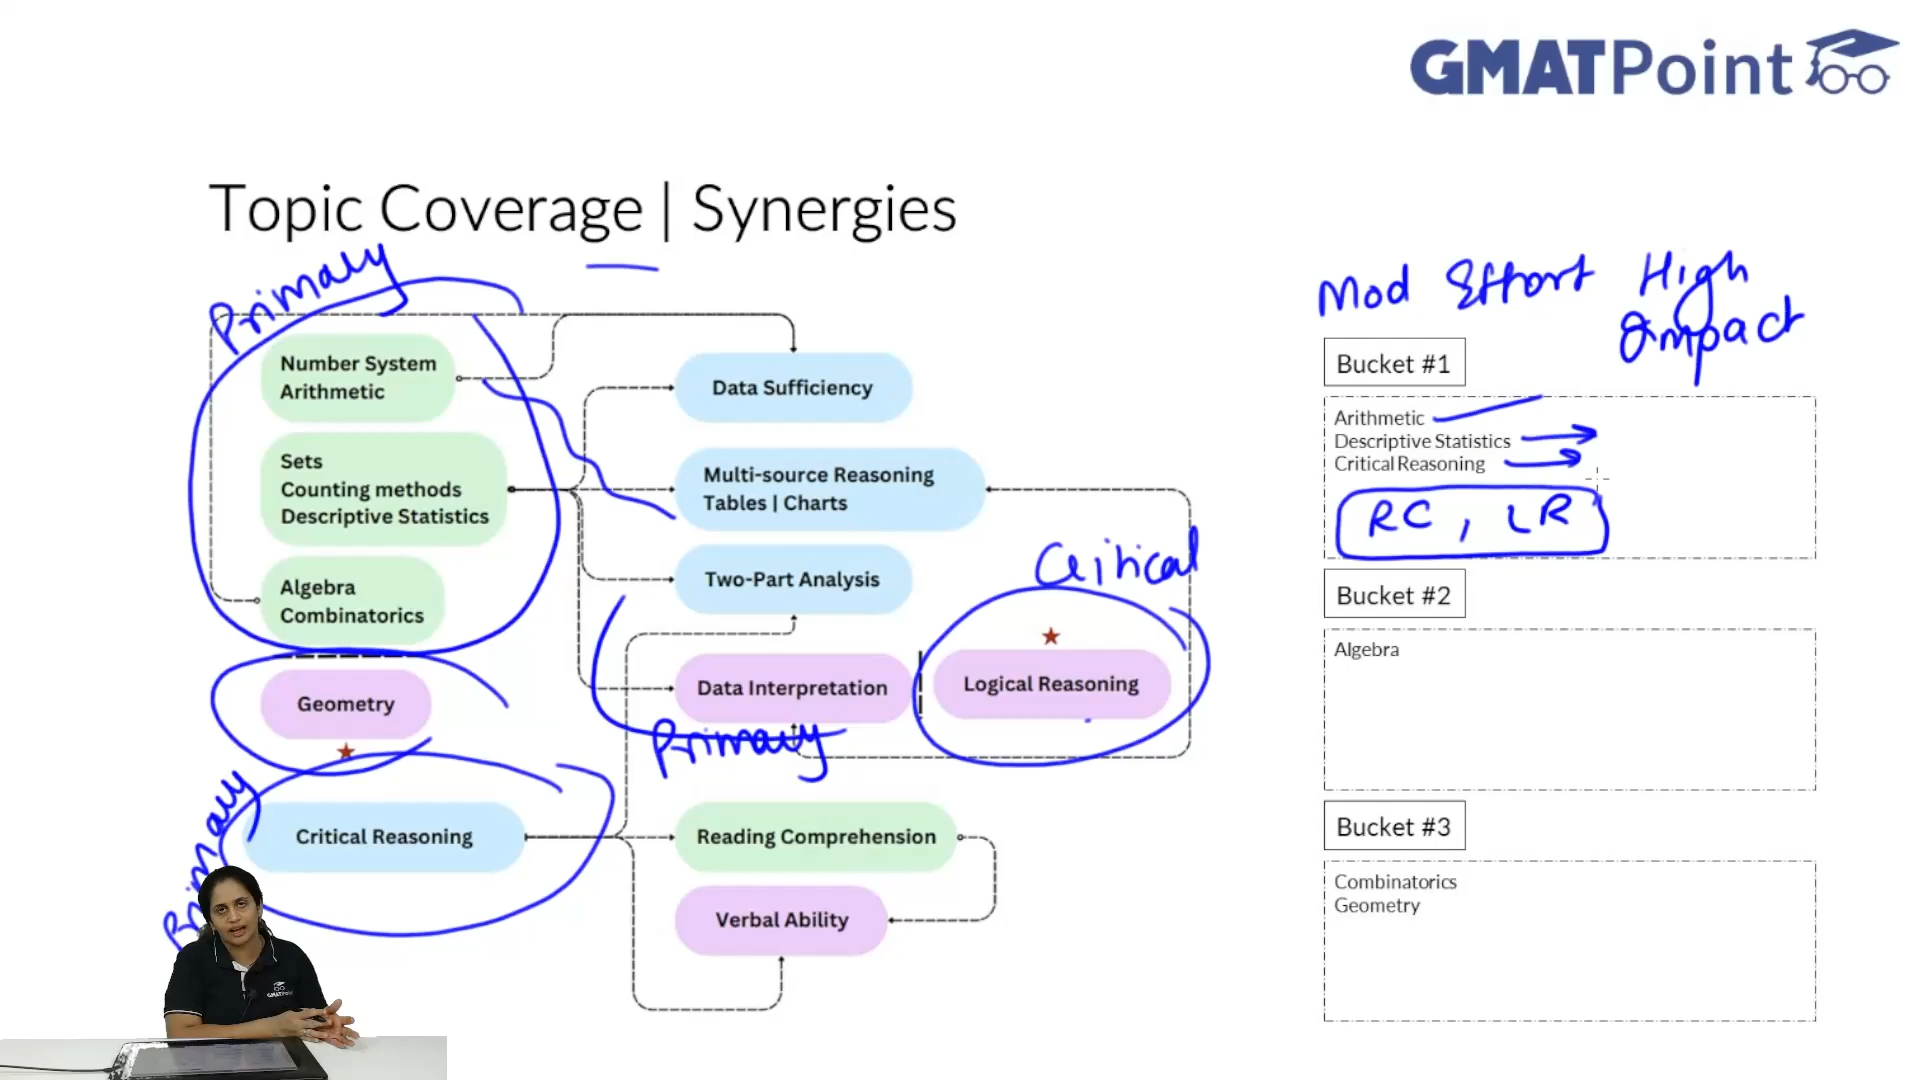 GMATPoint
Topic Coverage | Synergies
Primary
Number System
Arithmetic
Sets
Counting methods
Descriptive Statistics
Algebra
Combinatorics
Geometry
Primary
Critical Reasoning
Data Sufficiency
Multi-source Reasoning
Tables | Charts
Two-Part Analysis
Data Interpretation
Primary
Critical
Logical Reasoning
Reading Comprehension
Verbal Ability
Mod Effort High
Impact
Bucket #1
Arithmetic
Descriptive Statistics
Critical Reasoning
RC, LR
Bucket #2
Algebra
Bucket #3
Combinatorics
Geometry